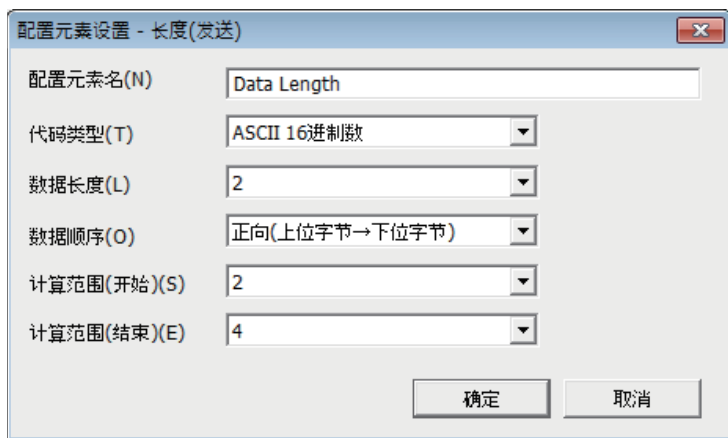 配置元素设置 - 长度(发送)
配置元素名(N) Data Length
代码类型(T) ASCII 16进制数
数据长度(L) 2
数据顺序(O) 正向(上位字节→下位字节)
计算范围(开始)(S) 2
计算范围(结束)(E) 4
确定 取消